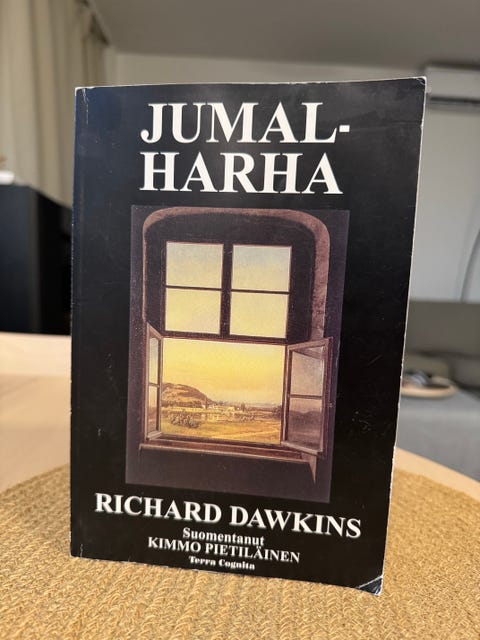 JUMAL-
HARHA
RICHARD DAWKINS
Suomentanut
KIMMO PIETILÄINEN
Terra Cognita